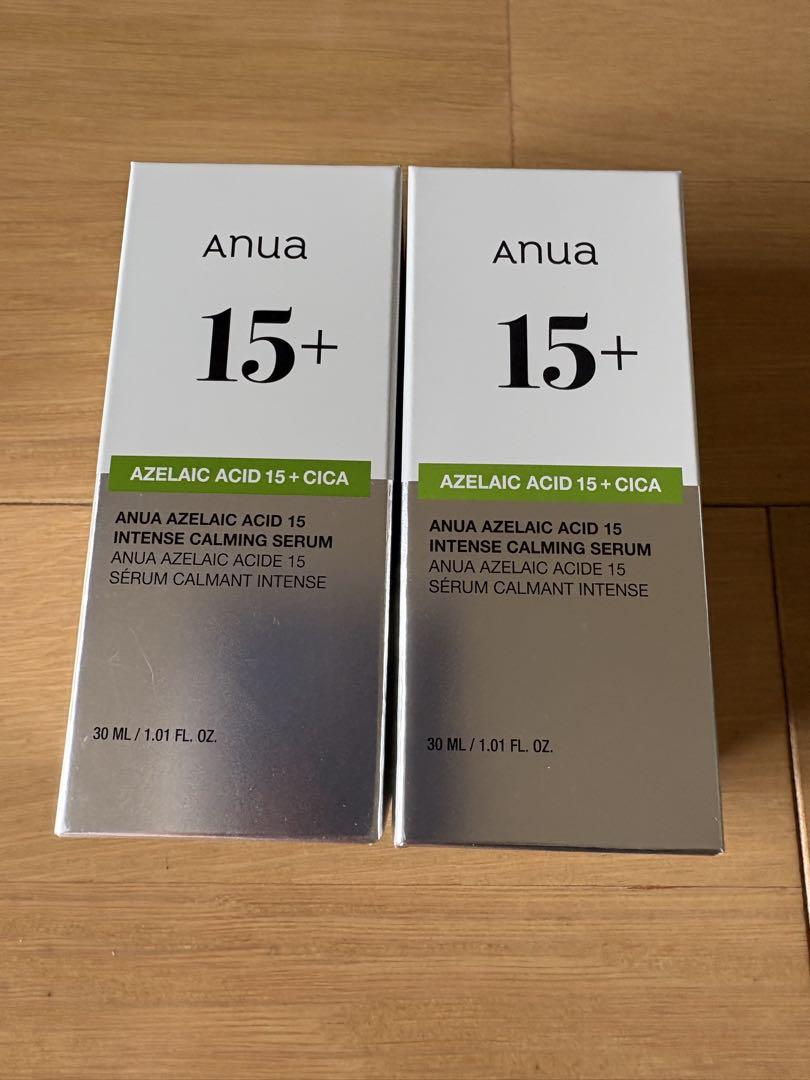 Anua
15+
AZELAIC ACID 15 + CICA
ANUA AZELAIC ACID 15
INTENSE CALMING SERUM
ANUA AZELAIC ACIDE 15
SÉRUM CALMANT INTENSE
30 ML / 1.01 FL. OZ.
Anua
15+
AZELAIC ACID 15 + CICA
ANUA AZELAIC ACID 15
INTENSE CALMING SERUM
ANUA AZELAIC ACIDE 15
SÉRUM CALMANT INTENSE
30 ML / 1.01 FL. OZ.